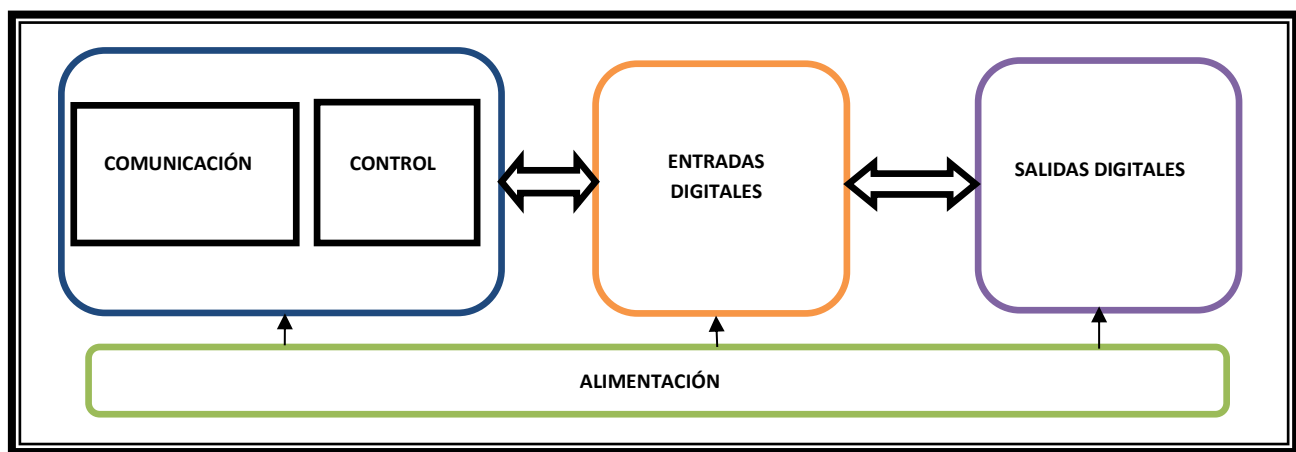 COMUNICACIÓN
CONTROL
ENTRADAS
DIGITALES
SALIDAS DIGITALES
ALIMENTACIÓN